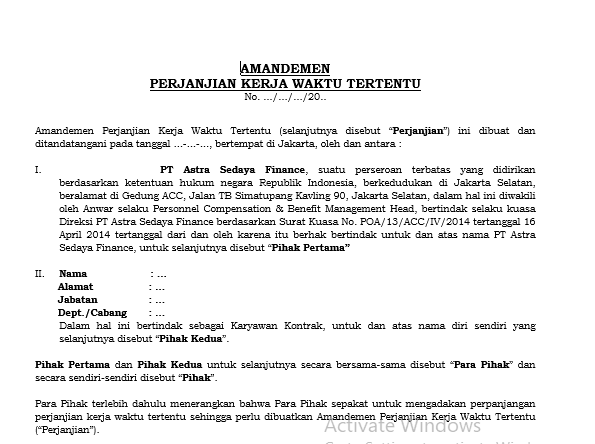 AMANDEMEN
PERJANJIAN KERJA WAKTU TERTENTU
No. .../.../.../20..
Amandemen Perjanjian Kerja Waktu Tertentu (selanjutnya disebut “Perjanjian”) ini dibuat dan
ditandatangani pada tanggal ...-...-..., bertempat di Jakarta, oleh dan antara :
I. PT Astra Sedaya Finance, suatu perseroan terbatas yang didirikan
berdasarkan ketentuan hukum negara Republik Indonesia, berkedudukan di Jakarta Selatan,
beralamat di Gedung ACC, Jalan TB Simatupang Kavling 90, Jakarta Selatan, dalam hal ini diwakili
oleh Anwar selaku Personnel Compensation & Benefit Management Head, bertindak selaku kuasa
Direksi PT Astra Sedaya Finance berdasarkan Surat Kuasa No. POA/13/ACC/IV/2014 tertanggal 16
April 2014 tertanggal dari dan oleh karena itu berhak bertindak untuk dan atas nama PT Astra
Sedaya Finance, untuk selanjutnya disebut “Pihak Pertama”
II. Nama : ...
Alamat : ...
Jabatan : ...
Dept./Cabang : ...
Dalam hal ini bertindak sebagai Karyawan Kontrak, untuk dan atas nama diri sendiri yang
selanjutnya disebut “Pihak Kedua”.
Pihak Pertama dan Pihak Kedua untuk selanjutnya secara bersama-sama disebut “Para Pihak” dan
secara sendiri-sendiri disebut “Pihak”.
Para Pihak terlebih dahulu menerangkan bahwa Para Pihak sepakat untuk mengadakan perpanjangan
perjanjian kerja waktu tertentu sehingga perlu dibuatkan Amandemen Perjanjian Kerja Waktu Tertentu
(“Perjanjian”).
Activate Windows